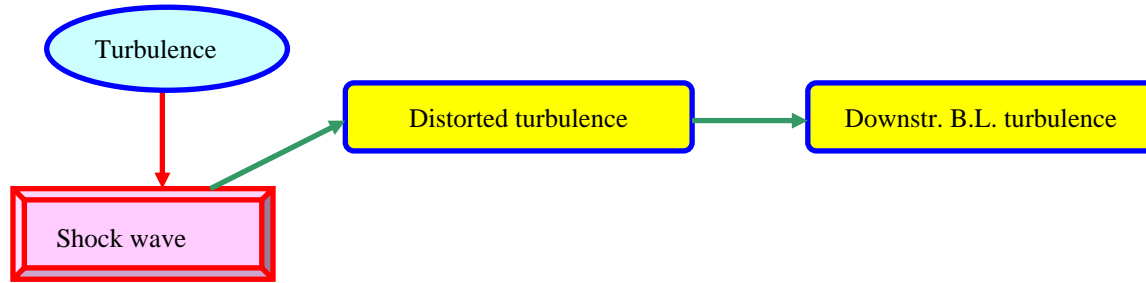 Turbulence
Distorted turbulence
Downstr. B.L. turbulence
Shock wave